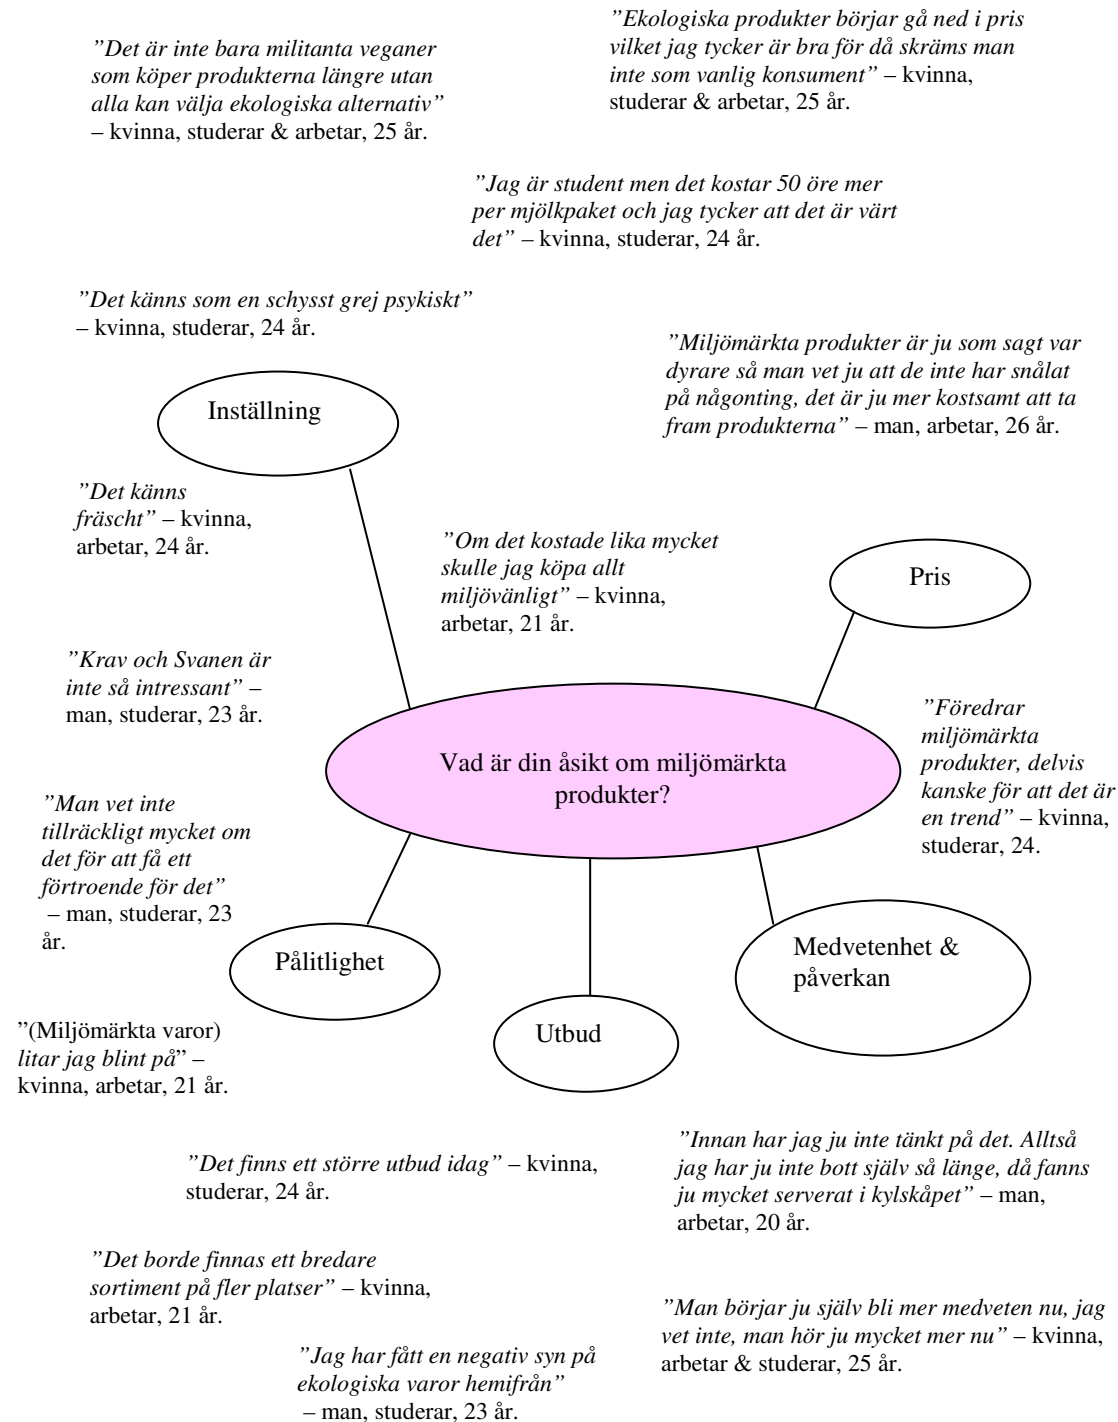 ”Ekologiska produkter börjar gå ned i pris
vilket jag tycker är bra för då skräms man
inte som vanlig konsument” – kvinna,
studerar & arbetar, 25 år.
”Det är inte bara militanta veganer
som köper produkterna längre utan
alla kan välja ekologiska alternativ”
– kvinna, studerar & arbetar, 25 år.
”Jag är student men det kostar 50 öre mer
per mjölkpaket och jag tycker att det är värt
det” – kvinna, studerar, 24 år.
”Det känns som en schysst grej psykiskt”
– kvinna, studerar, 24 år.
”Miljömärkta produkter är ju som sagt var
dyrare så man vet ju att de inte har snålat
på någonting, det är ju mer kostsamt att ta
fram produkterna” – man, arbetar, 26 år.
Inställning
”Det känns
fräscht” – kvinna,
arbetar, 24 år.
”Om det kostade lika mycket
skulle jag köpa allt
miljövänligt” – kvinna,
arbetar, 21 år.
Pris
”Krav och Svanen är
inte så intressant” –
man, studerar, 23 år.
”Föredrar
miljömärkta
produkter, delvis
kanske för att det är
en trend” – kvinna,
studerar, 24.
Vad är din åsikt om miljömärkta
produkter?
”Man vet inte
tillräckligt mycket om
det för att få ett
förtroende för det”
– man, studerar, 23
år.
Pålitlighet
Medvetenhet &
påverkan
Utbud
”(Miljömärkta varor)
litar jag blint på” –
kvinna, arbetar, 21 år.
”Innan har jag ju inte tänkt på det. Alltså
jag har ju inte bott själv så länge, då fanns
ju mycket serverat i kylskåpet” – man,
arbetar, 20 år.
”Det finns ett större utbud idag” – kvinna,
studerar, 24 år.
”Det borde finnas ett bredare
sortiment på fler platser” – kvinna,
arbetar, 21 år.
”Man börjar ju själv bli mer medveten nu, jag
vet inte, man hör ju mycket mer nu” – kvinna,
arbetar & studerar, 25 år.
”Jag har fått en negativ syn på
ekologiska varor hemifrån”
– man, studerar, 23 år.